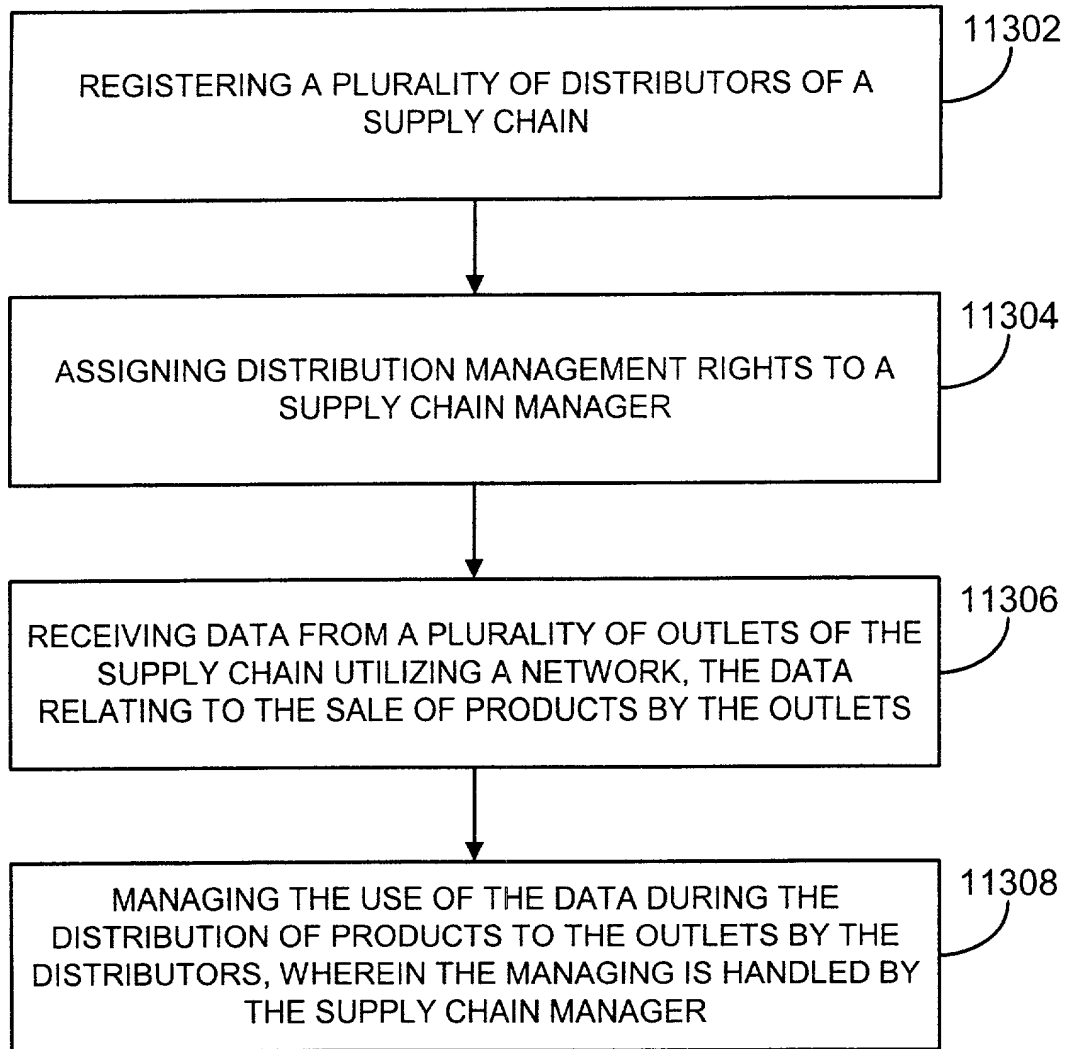 11302
REGISTERING A PLURALITY OF DISTRIBUTORS OF A
SUPPLY CHAIN
11304
ASSIGNING DISTRIBUTION MANAGEMENT RIGHTS TO A
SUPPLY CHAIN MANAGER
11306
RECEIVING DATA FROM A PLURALITY OF OUTLETS OF THE
SUPPLY CHAIN UTILIZING A NETWORK, THE DATA
RELATING TO THE SALE OF PRODUCTS BY THE OUTLETS
11308
MANAGING THE USE OF THE DATA DURING THE
DISTRIBUTION OF PRODUCTS TO THE OUTLETS BY THE
DISTRIBUTORS, WHEREIN THE MANAGING IS HANDLED BY
THE SUPPLY CHAIN MANAGER